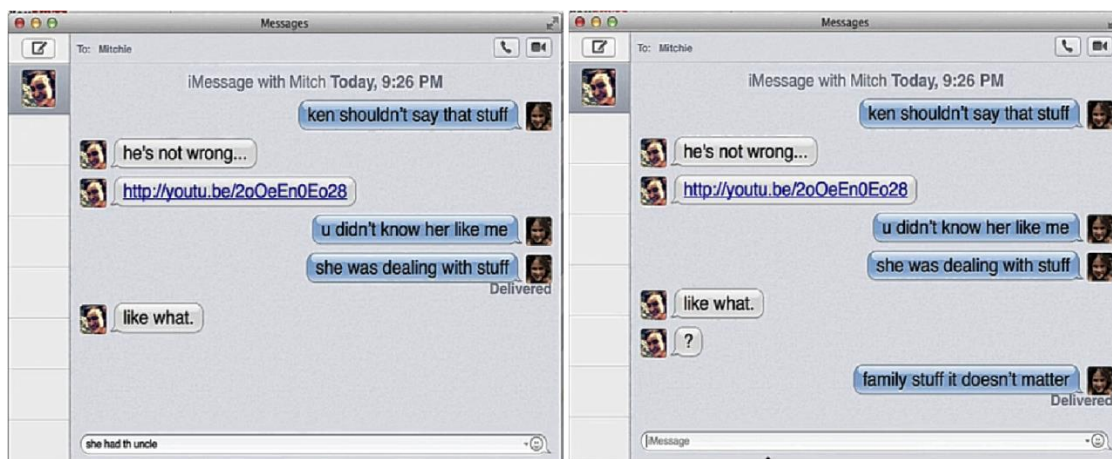 Messages
To: Mitchie
iMessage with Mitch Today, 9:26 PM
ken shouldn't say that stuff
he's not wrong...
http://youtu.be/2oOeEn0Eo28
u didn't know her like me
she was dealing with stuff
Delivered
like what.
she had th uncle
Messages
To: Mitchie
iMessage with Mitch Today, 9:26 PM
ken shouldn't say that stuff
he's not wrong...
http://youtu.be/2oOeEn0Eo28
u didn't know her like me
she was dealing with stuff
like what.
?
family stuff it doesn't matter
Delivered
iMessage